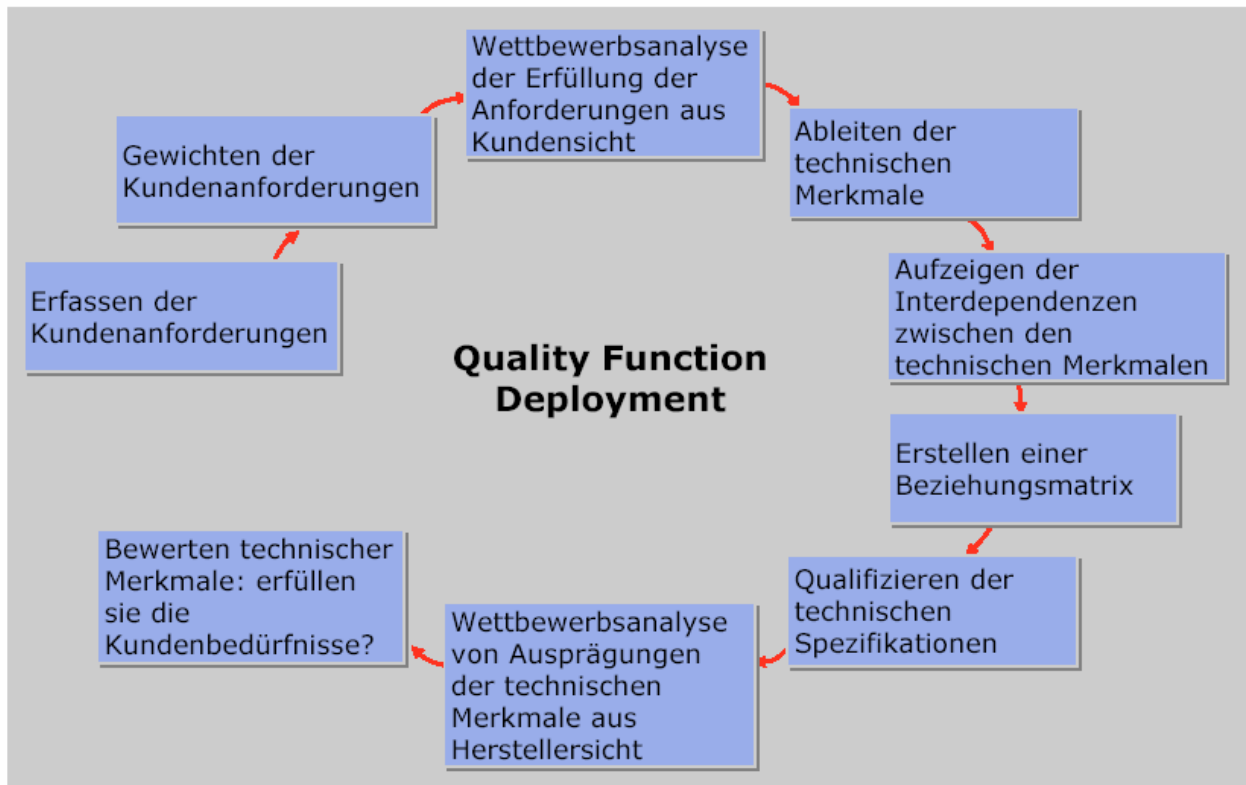 Wettbewerbsanalyse
der Erfüllung der
Anforderungen aus
Kundensicht
Gewichten der
Kundenanforderungen
Ableiten der
technischen
Merkmale
Erfassen der
Kundenanforderungen
Aufzeigen der
Interdependenzen
zwischen den
technischen Merkmalen
Quality Function
Deployment
Erstellen einer
Beziehungsmatrix
Bewerten technischer
Merkmale: erfüllen
sie die
Kundenbedürfnisse?
Qualifizieren der
technischen
Spezifikationen
Wettbewerbsanalyse
von Ausprägungen
der technischen
Merkmale aus
Herstellersicht